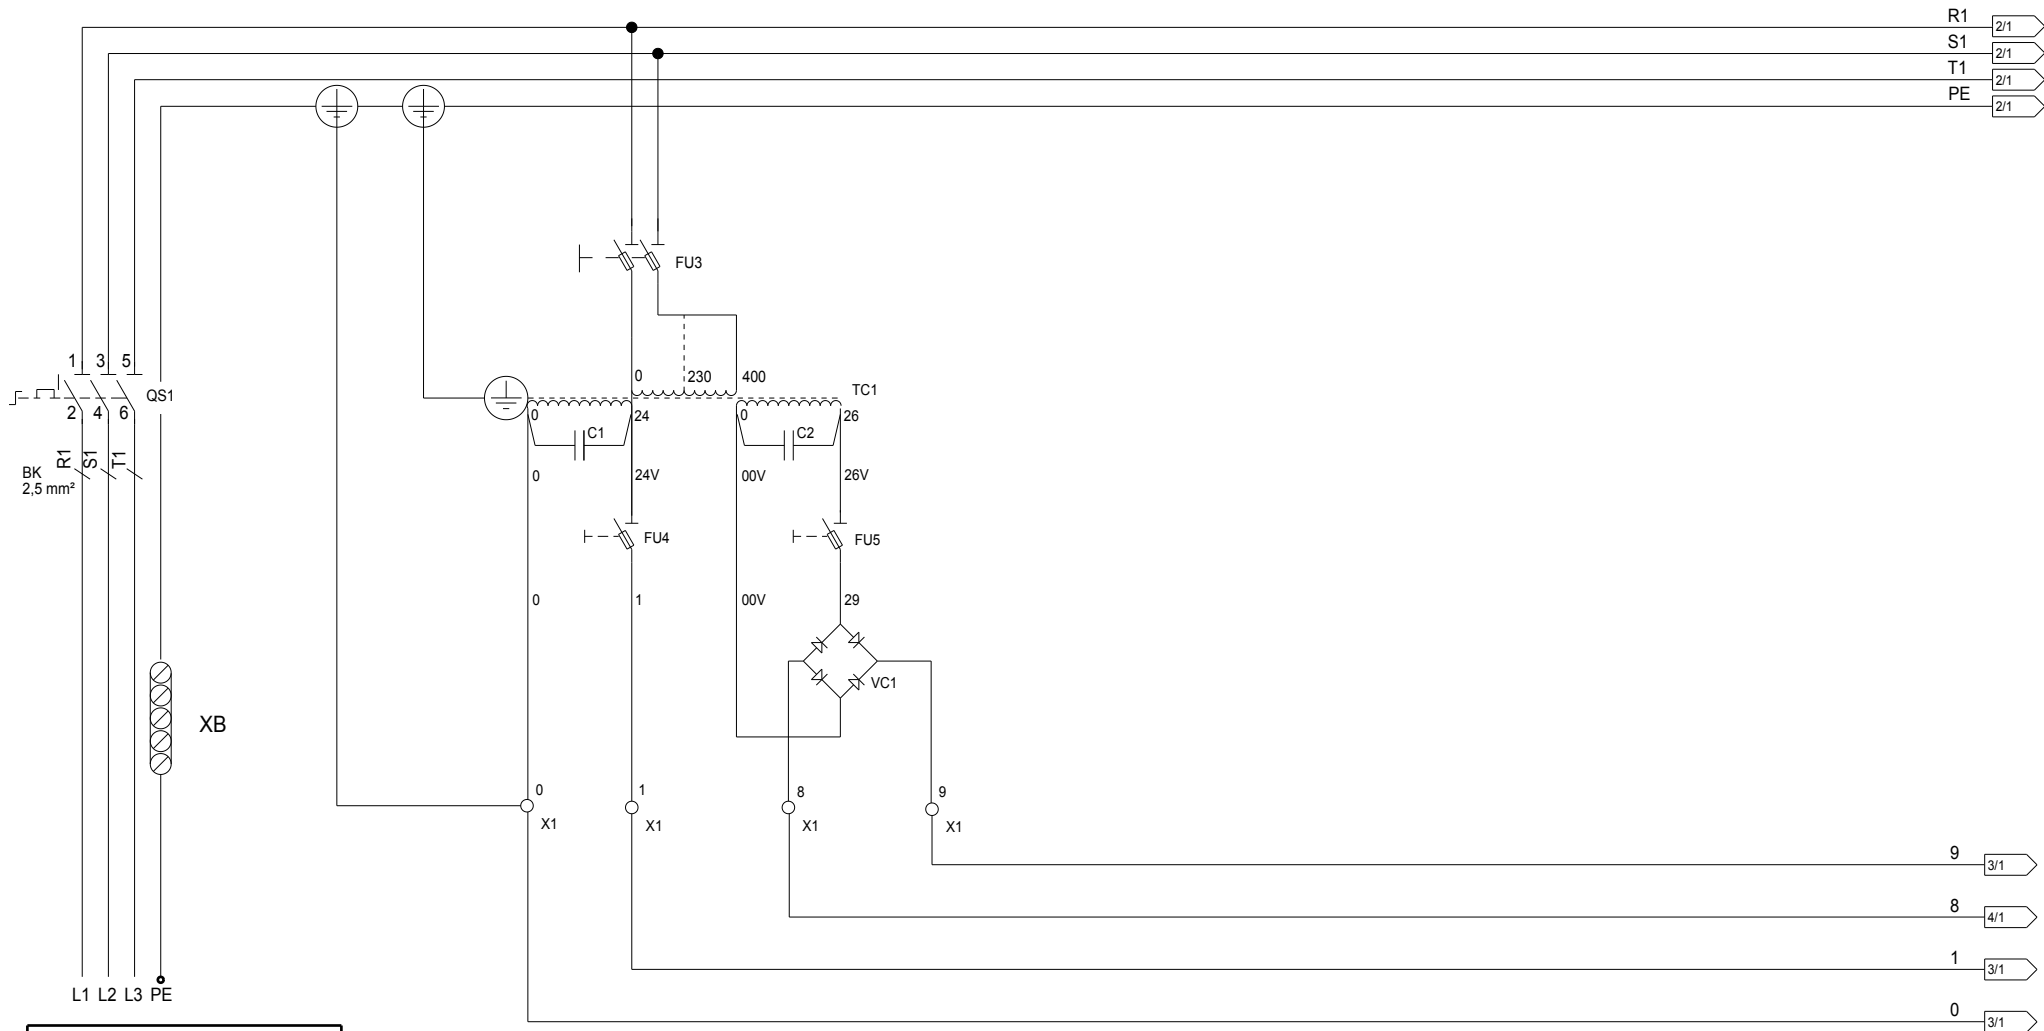 R1 2/1
S1 2/1
T1 2/1
PE 2/1
FU3
0 230 400
TC1
1 3 5
QS1
2 4 6
0 24 0 26
C1 C2
R1 S1 T1
BK
2,5 mm²
0 24V 00V 26V
FU4 FU5
0 1 00V 29
VC1
XB
0 1 8 9
X1 X1 X1 X1
9 3/1
8 4/1
1 3/1
0 3/1
L1 L2 L3 PE